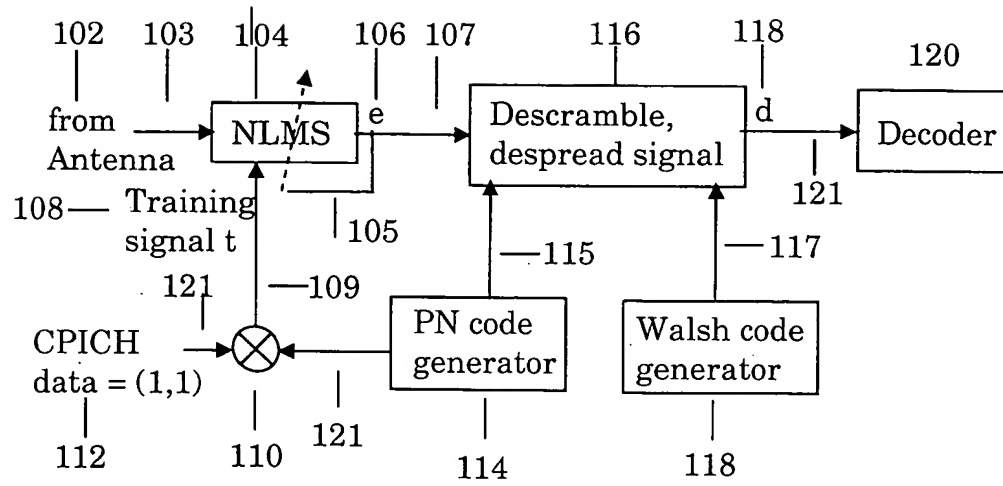 102 103 104 106 107 116 118 120
from
Antenna
NLMS
e
Descramble,
despread signal
d
Decoder
121
108
Training
signal t
105
109
115
117
121
CPICH
data = (1,1)
PN code
generator
Walsh code
generator
121
112 110 114 118